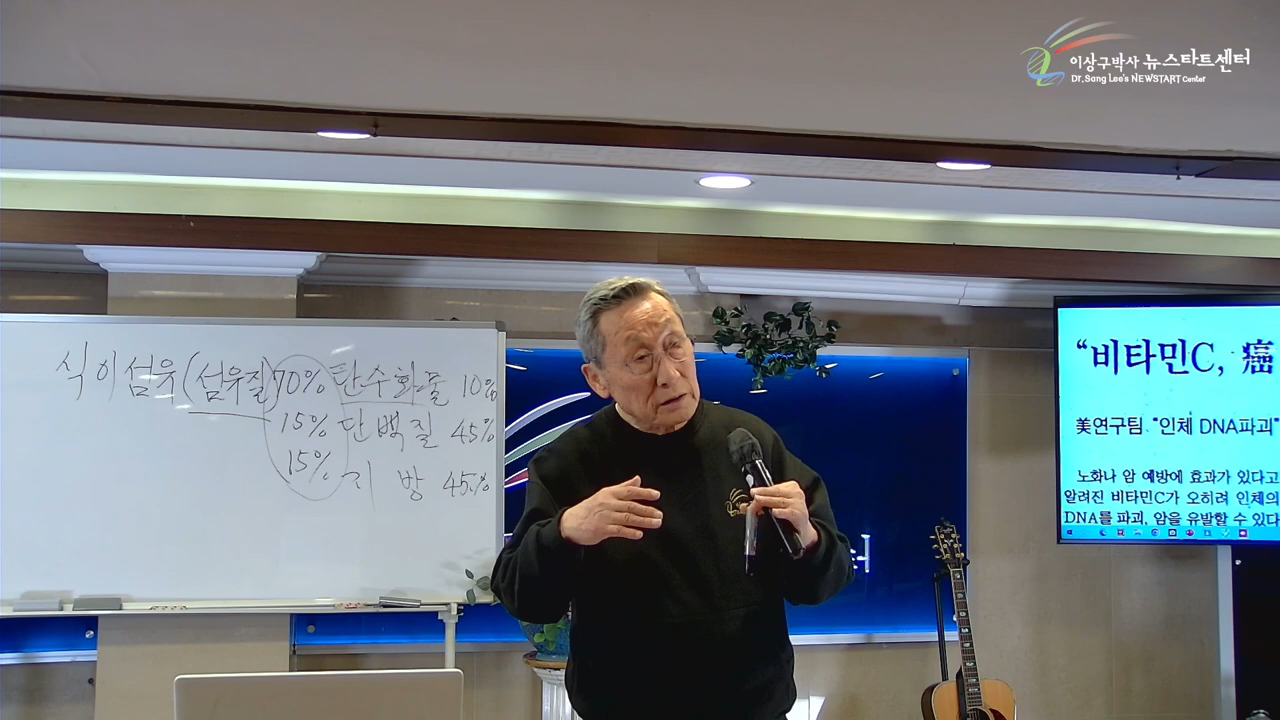 이상구박사 뉴스타트센터
Dr. Sang Lee's NEWSTART Center
식이섬유(섬유질)70% 탄수화물 10%
15% 단백질 45%
15% 지방 45%
“비타민C, 癌
美연구팀 "인체 DNA파괴"
노화나 암 예방에 효과가 있다고
알려진 비타민C가 오히려 인체의
DNA를 파괴, 암을 유발할 수 있다